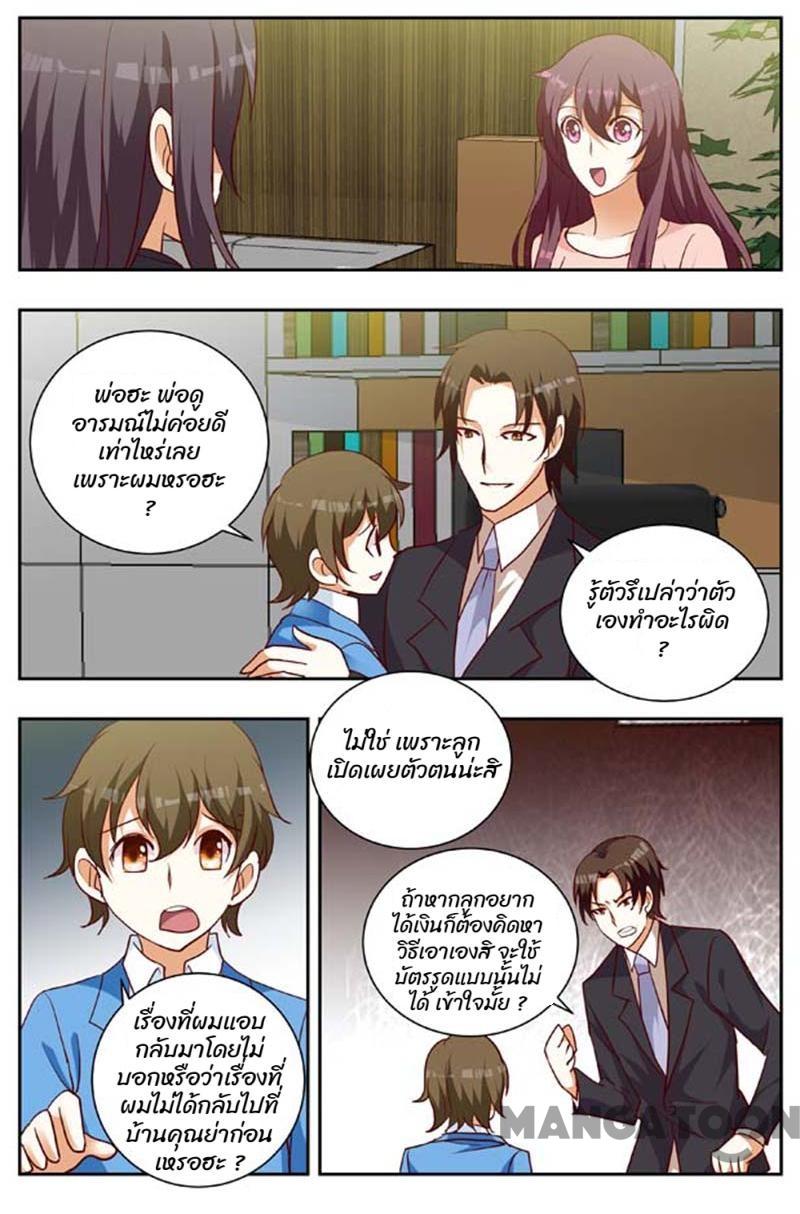 พ่อฮะ พ่อดู
อารมณ์ไม่ค่อยดี
เท่าไหร่เลย
เพราะผมหรอฮะ
?
รู้ตัวรึเปล่าว่าตัว
เองทำอะไรผิด
?
เรื่องที่ผมแอบ
กลับมาโดยไม่
บอกหรือว่าเรื่องที่
ผมไม่ได้กลับไปที่
บ้านคุณย่าก่อน
เหรอฮะ ?
ไม่ใช่ เพราะลูก
เปิดเผยตัวตนน่ะสิ
ถ้าหากลูกอยาก
ได้เงินก็ต้องคิดหา
วิธีเอาเองสิ จะใช้
บัตรรูดแบบนั้นไม่
ได้ เข้าใจมั้ย ?
MANGATOON